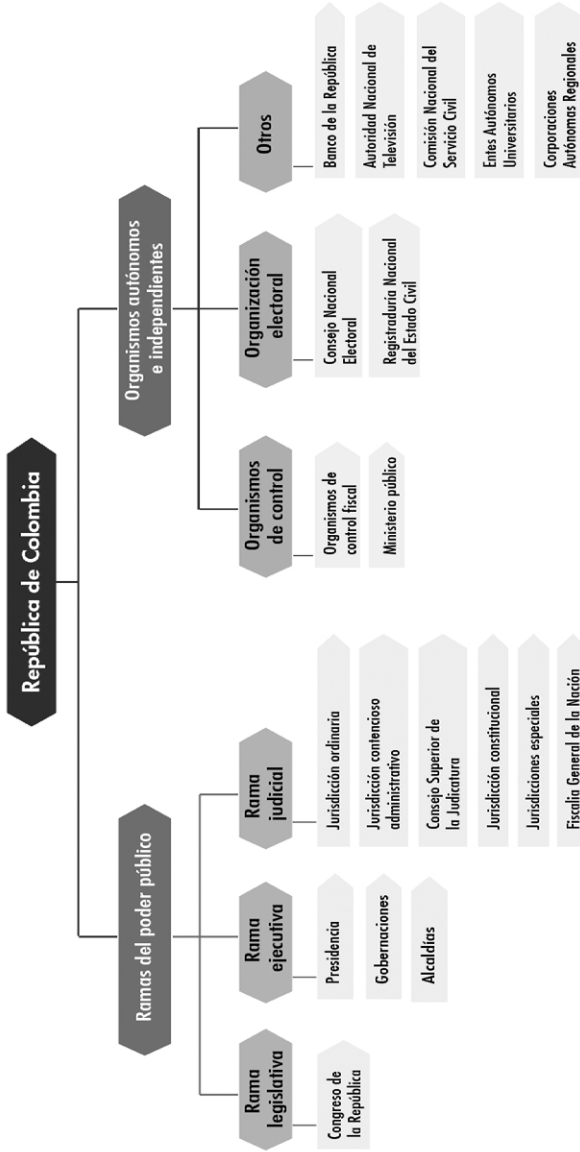 República de Colombia
Ramas del poder público
Organismos autónomos
e independientes
Rama
legislativa
Rama
ejecutiva
Rama
judicial
Organismos
de control
Organización
electoral
Otros
Congreso de
la República
Presidencia
Gobernaciones
Alcaldías
Jurisdicción ordinaria
Jurisdicción contencioso
administrativo
Consejo Superior de
la Judicatura
Jurisdicción constitucional
Jurisdicciones especiales
Fiscalía General de la Nación
Organismos de
control fiscal
Ministerio público
Consejo Nacional
Electoral
Registraduría Nacional
del Estado Civil
Banco de la República
Autoridad Nacional de
Televisión
Comisión Nacional del
Servicio Civil
Entes Autónomos
Universitarios
Corporaciones
Autónomas Regionales